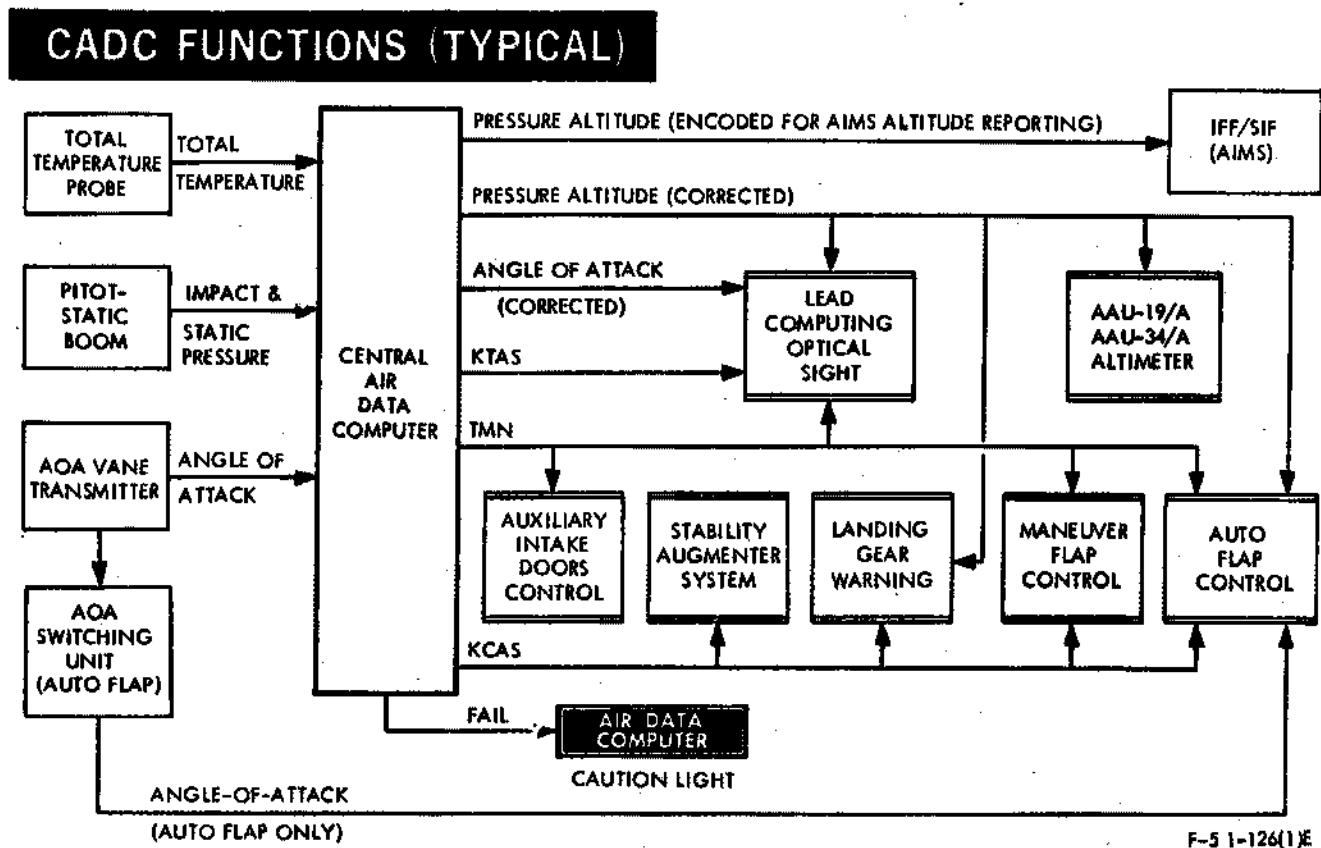 CADC FUNCTIONS (TYPICAL)
TOTAL
TEMPERATURE
PROBE
TOTAL
TEMPERATURE
PITOT-
STATIC
BOOM
IMPACT &
STATIC
PRESSURE
AOA VANE
TRANSMITTER
ANGLE OF
ATTACK
AOA
SWITCHING
UNIT
(AUTO FLAP)
CENTRAL
AIR
DATA
COMPUTER
PRESSURE ALTITUDE (ENCODED FOR AIMS ALTITUDE REPORTING)
IFF/SIF
(AIMS)
PRESSURE ALTITUDE (CORRECTED)
ANGLE OF ATTACK
(CORRECTED)
KTAS
LEAD
COMPUTING
OPTICAL
SIGHT
AAU-19/A
AAU-34/A
ALTIMETER
TMN
AUXILIARY
INTAKE
DOORS
CONTROL
STABILITY
AUGMENTER
SYSTEM
LANDING
GEAR
WARNING
MANEUVER
FLAP
CONTROL
AUTO
FLAP
CONTROL
KCAS
FAIL
AIR DATA
COMPUTER
CAUTION LIGHT
ANGLE-OF-ATTACK
(AUTO FLAP ONLY)
F-5 1-126(1)E